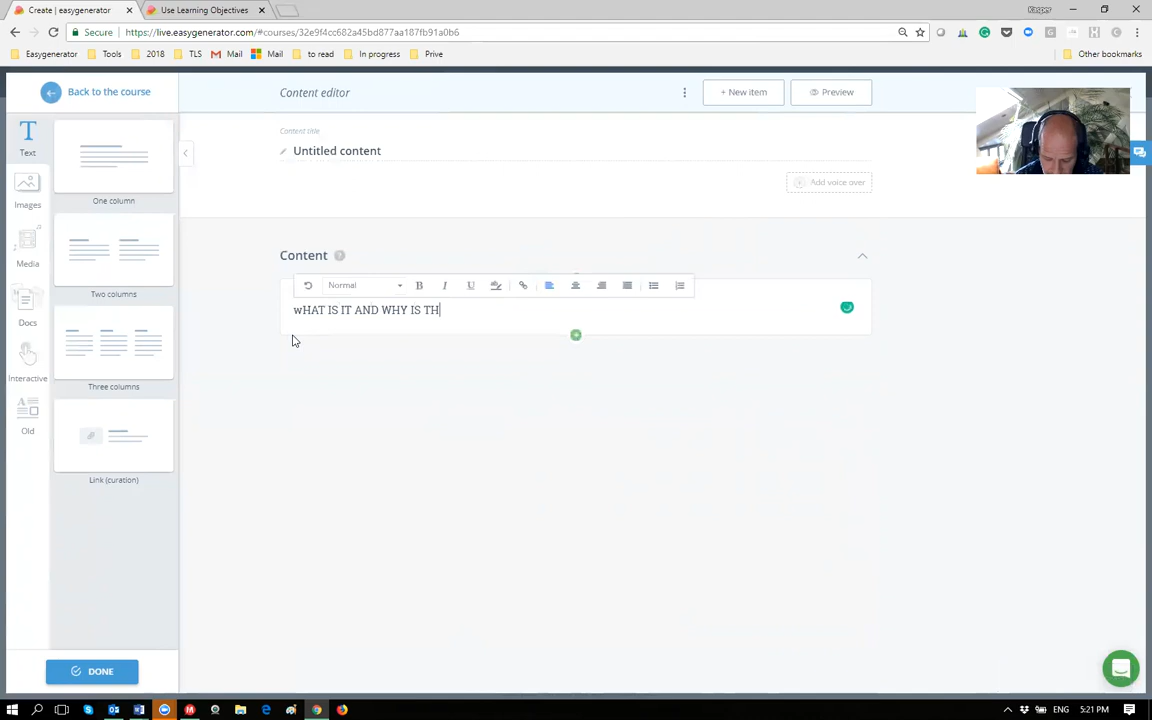 Create | easygenerator
Use Learning Objectives
Kasper
Secure
https://live.easygenerator.com/#courses/32e9f4cc682a45bd877aa187fb91a0b6
Easygenerator
Tools
2018
TLS
Mail
Mail
to read
In progress
Prive
Other bookmarks
Back to the course
Content editor
+ New item
Preview
Content title
Untitled content
Add voice over
T
Text
Images
Media
Docs
Interactive
Old
One column
Two columns
Three columns
Link (curation)
Content
Normal
B
I
U
wHAT IS IT AND WHY IS TH
DONE
ENG
5:21 PM